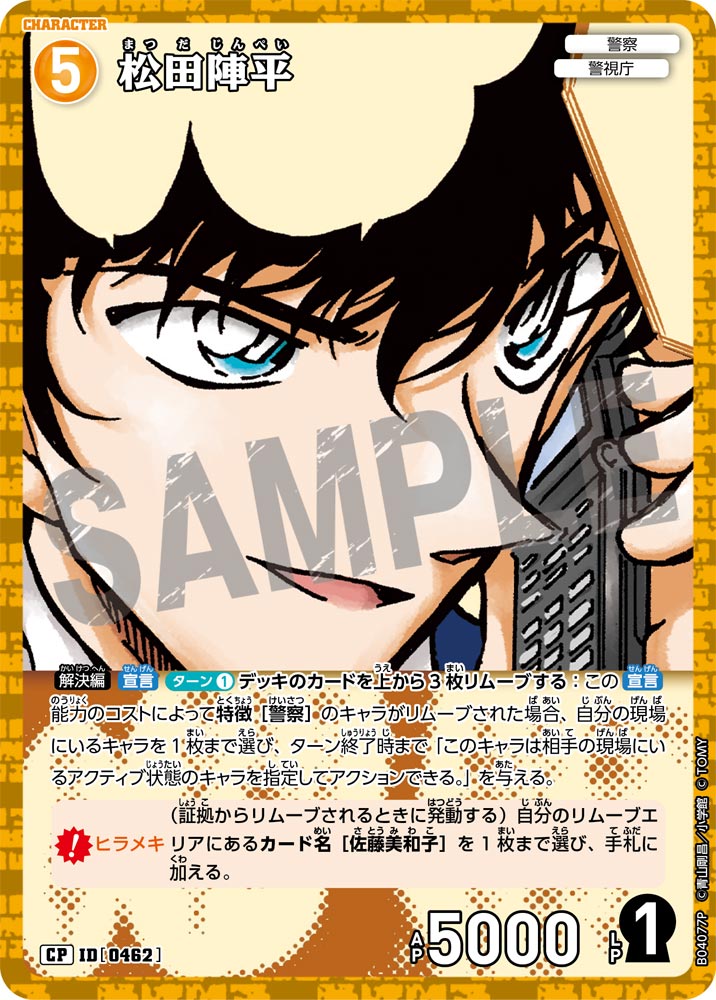 CHARACTER
5
まつだじんぺい
松田陣平
警察
警視庁
SAMPLE
解決編 宣言 ターン1 デッキのカードを上から3枚リムーブする：この 宣言
能力のコストによって特徴［警察］のキャラがリムーブされた場合、自分の現場
にいるキャラを1枚まで選び、ターン終了時まで「このキャラは相手の現場にい
るアクティブ状態のキャラを指定してアクションできる。」を与える。
ヒラメキ （証拠からリムーブされるときに発動する）自分のリムーブエ
リアにあるカード名［佐藤美和子］を1枚まで選び、手札に
加える。
CP ID[0462]
AP 5000
LP 1
B04077P ©青山剛昌／小学館 ©TOMY